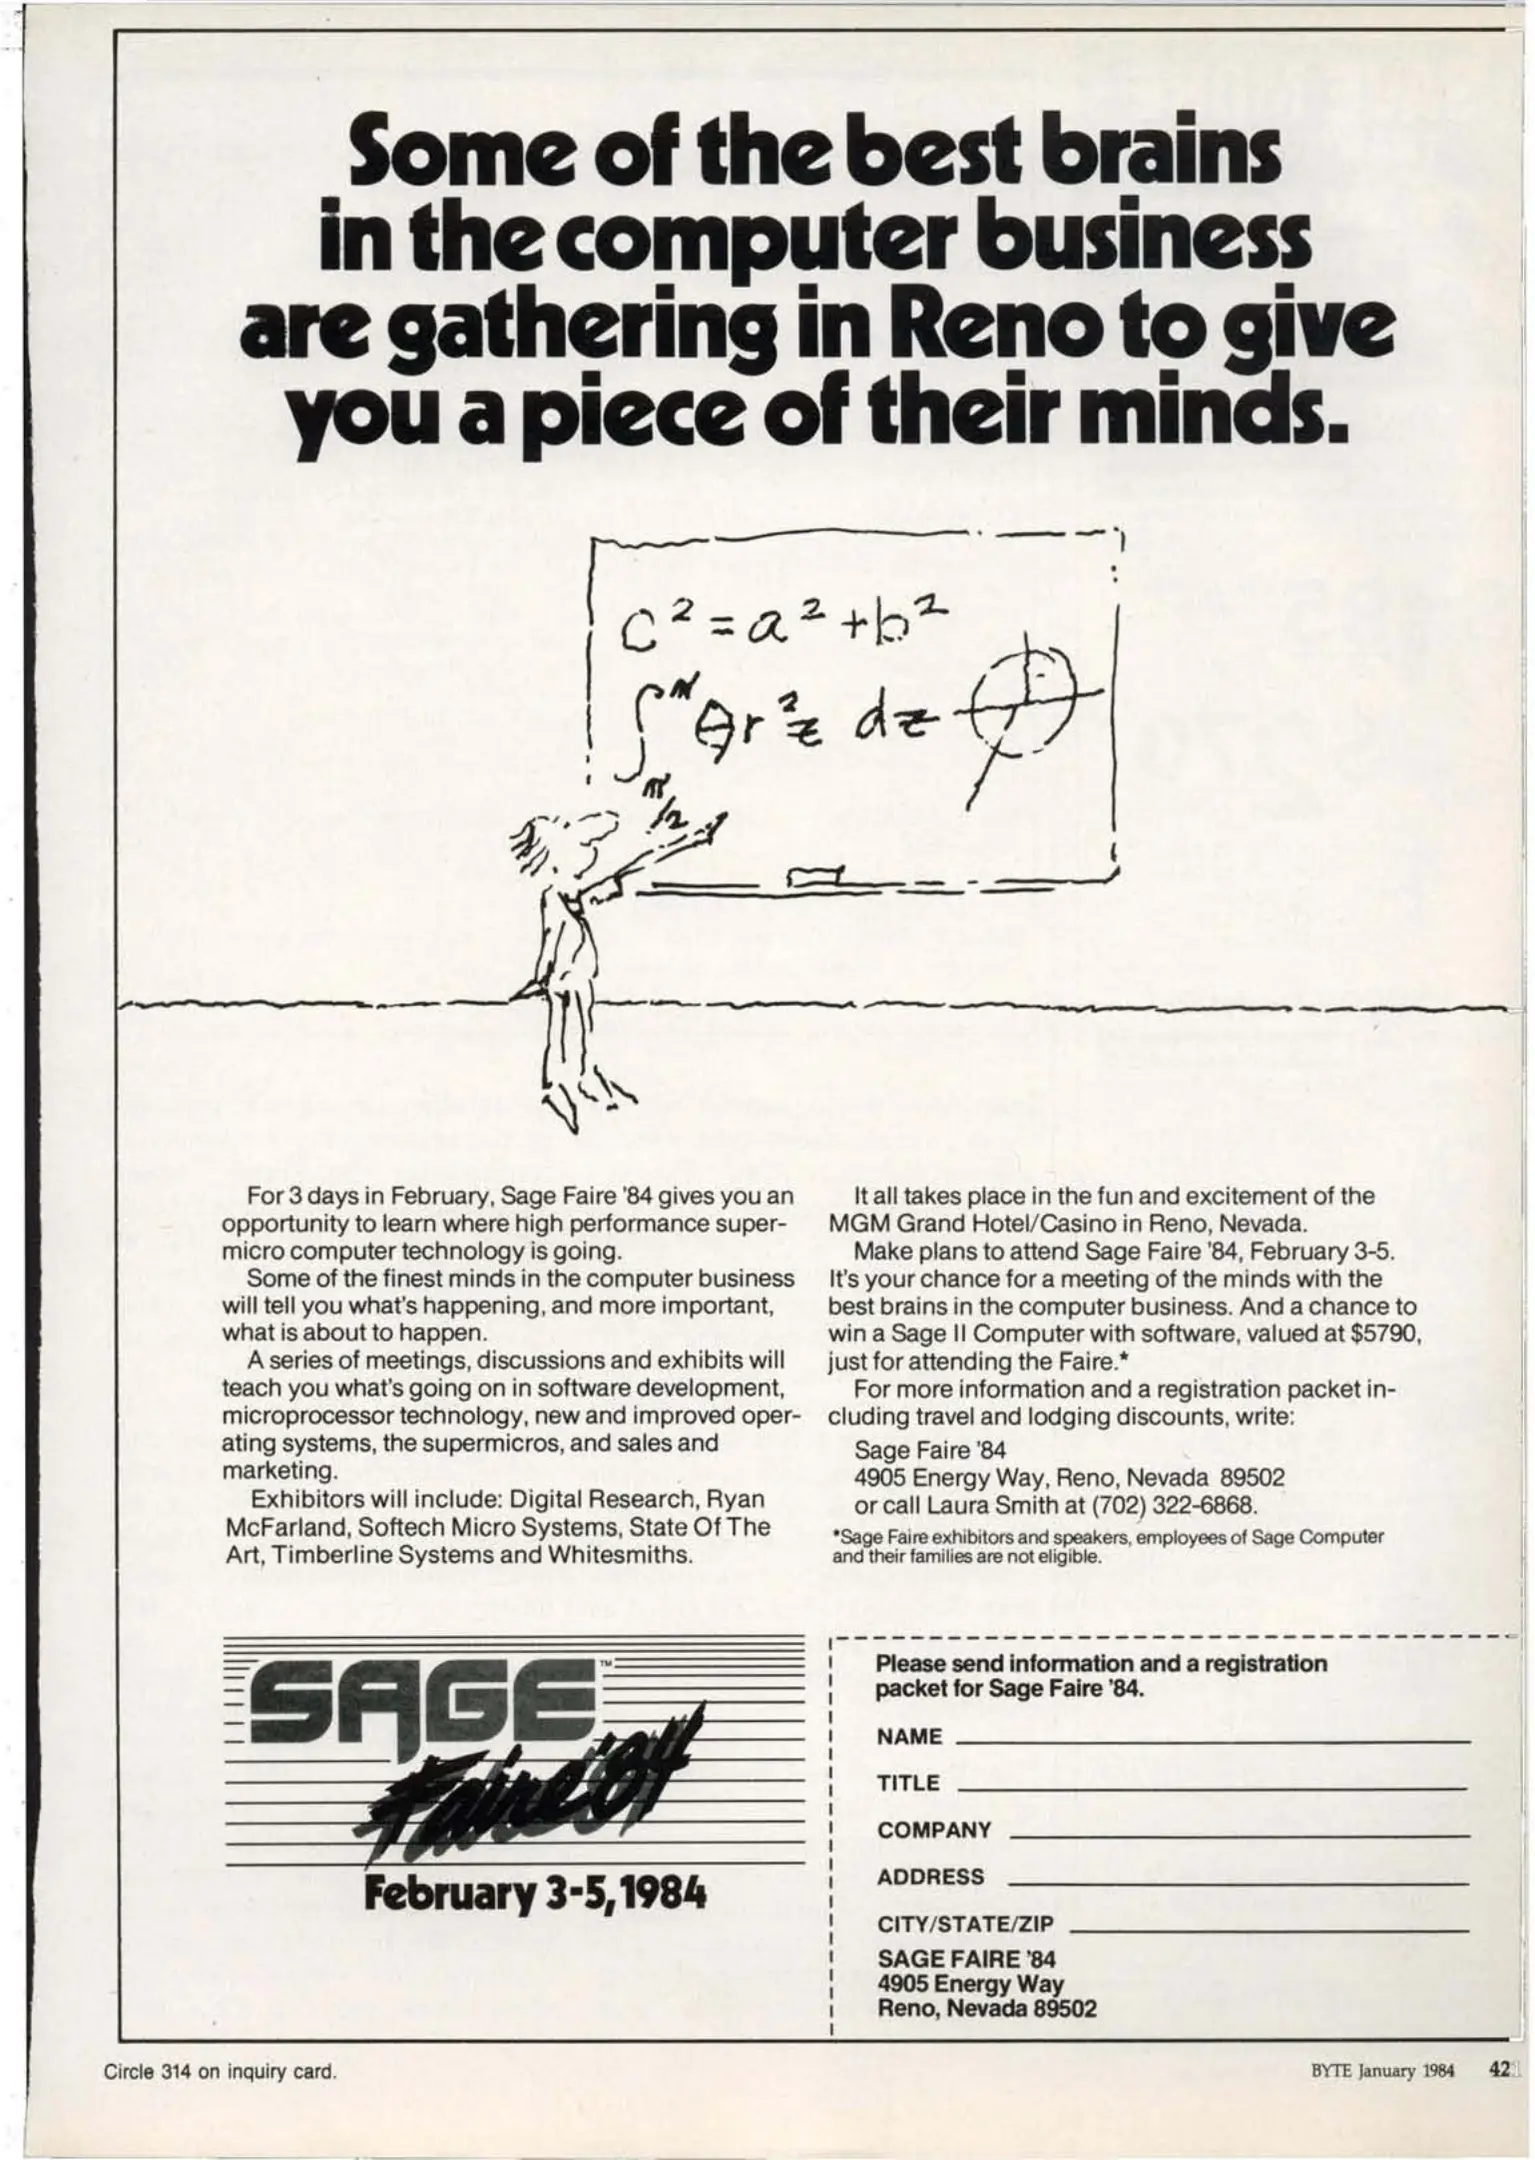 Some of the best brains
in the computer business
are gathering in Reno to give
you a piece of their minds.
c² = a² + b²
For 3 days in February, Sage Faire '84 gives you an
opportunity to learn where high performance super-
micro computer technology is going.
Some of the finest minds in the computer business
will tell you what's happening, and more important,
what is about to happen.
A series of meetings, discussions and exhibits will
teach you what's going on in software development,
microprocessor technology, new and improved oper-
ating systems, the supermicros, and sales and
marketing.
Exhibitors will include: Digital Research, Ryan
McFarland, Softech Micro Systems, State Of The
Art, Timberline Systems and Whitesmiths.
It all takes place in the fun and excitement of the
MGM Grand Hotel/Casino in Reno, Nevada.
Make plans to attend Sage Faire '84, February 3-5.
It's your chance for a meeting of the minds with the
best brains in the computer business. And a chance to
win a Sage II Computer with software, valued at $5790,
just for attending the Faire.*
For more information and a registration packet in-
cluding travel and lodging discounts, write:
Sage Faire '84
4905 Energy Way, Reno, Nevada 89502
or call Laura Smith at (702) 322-6868.
*Sage Faire exhibitors and speakers, employees of Sage Computer
and their families are not eligible.
SAGE™
Faire '84
February 3-5, 1984
Please send information and a registration
packet for Sage Faire '84.
NAME
TITLE
COMPANY
ADDRESS
CITY/STATE/ZIP
SAGE FAIRE '84
4905 Energy Way
Reno, Nevada 89502
Circle 314 on inquiry card.
BYTE January 1984